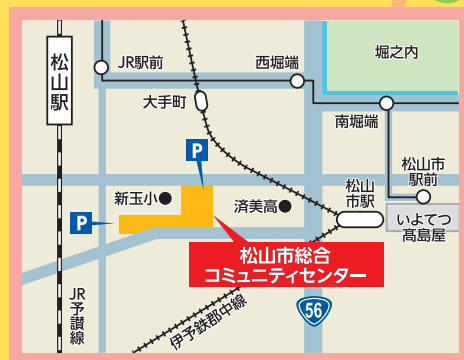 松山駅
JR駅前
西堀端
堀之内
大手町
南堀端
P
松山市
駅前
松山
市駅
新玉小
済美高
いよてつ
髙島屋
P
松山市総合
コミュニティセンター
JR
予讃線
伊予鉄郡中線
56